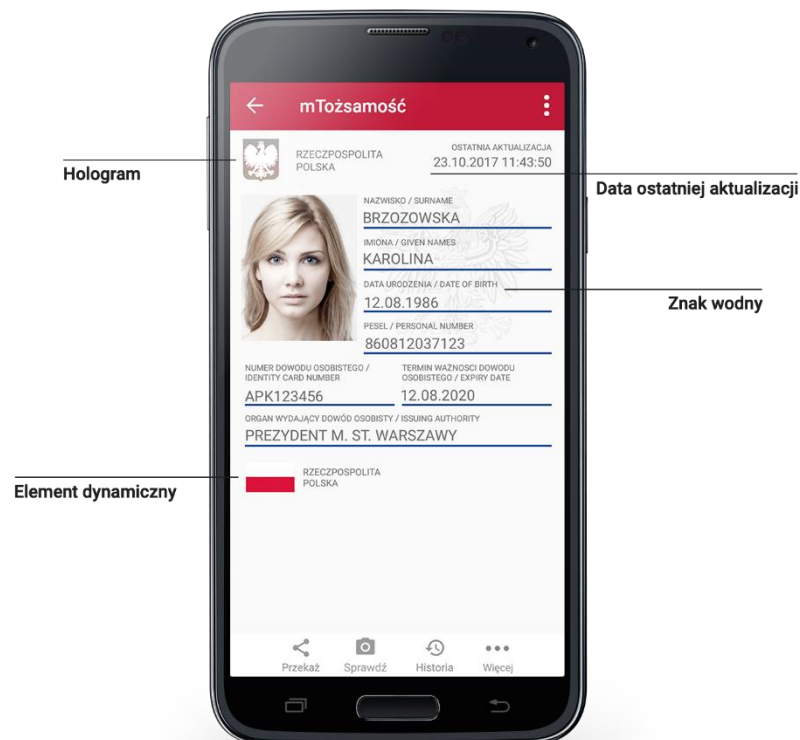 mTożsamość
RZECZPOSPOLITA
POLSKA
OSTATNIA AKTUALIZACJA
23.10.2017 11:43:50
Hologram
Data ostatniej aktualizacji
NAZWISKO / SURNAME
BRZOZOWSKA
IMIONA / GIVEN NAMES
KAROLINA
DATA URODZENIA / DATE OF BIRTH
12.08.1986
Znak wodny
PESEL / PERSONAL NUMBER
860812037123
NUMER DOWODU OSOBISTEGO /
IDENTITY CARD NUMBER
APK123456
TERMIN WAŻNOSCI DOWODU
OSOBISTEGO / EXPIRY DATE
12.08.2020
ORGAN WYDAJĄCY DOWÓD OSOBISTY / ISSUING AUTHORITY
PREZYDENT M. ST. WARSZAWY
RZECZPOSPOLITA
POLSKA
Element dynamiczny
Przekaż
Sprawdź
Historia
Więcej